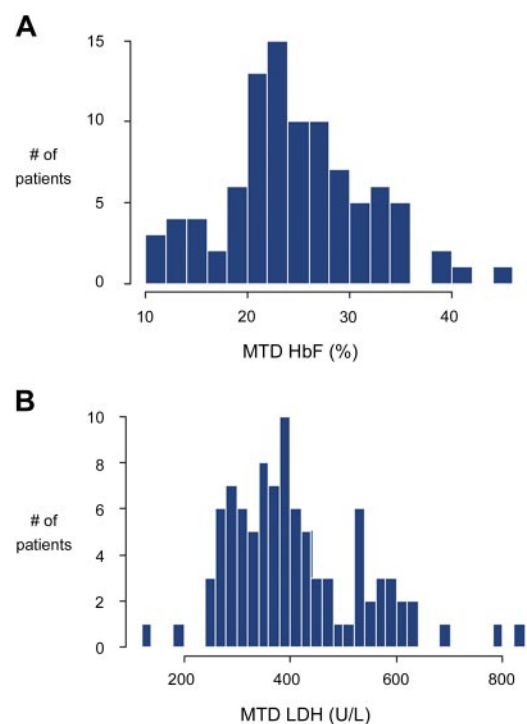 A
15
10
# of
patients
5
0
10 20 30 40
MTD HbF (%)
B
10
8
6
# of
patients
4
2
0
200 400 600 800
MTD LDH (U/L)